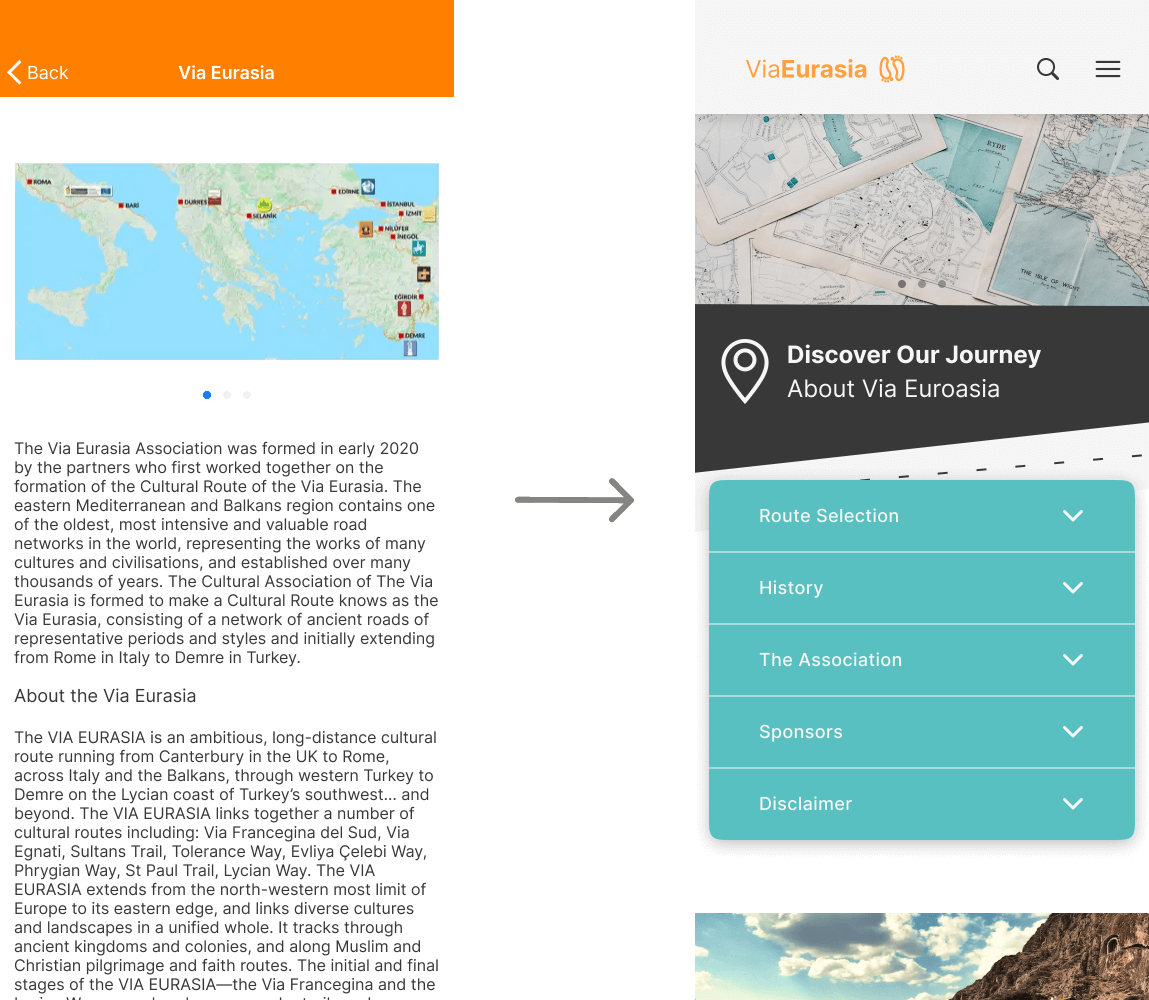 Back
Via Eurasia
ROMA
BARI
DURRES
SELANİK
EDİRNE
İSTANBUL
İZMİT
NİLÜFER
İNEGÖL
EĞİRDİR
DEMRE
The Via Eurasia Association was formed in early 2020
by the partners who first worked together on the
formation of the Cultural Route of the Via Eurasia. The
eastern Mediterranean and Balkans region contains one
of the oldest, most intensive and valuable road
networks in the world, representing the works of many
cultures and civilisations, and established over many
thousands of years. The Cultural Association of The Via
Eurasia is formed to make a Cultural Route knows as the
Via Eurasia, consisting of a network of ancient roads of
representative periods and styles and initially extending
from Rome in Italy to Demre in Turkey.
About the Via Eurasia
The VIA EURASIA is an ambitious, long-distance cultural
route running from Canterbury in the UK to Rome,
across Italy and the Balkans, through western Turkey to
Demre on the Lycian coast of Turkey’s southwest... and
beyond. The VIA EURASIA links together a number of
cultural routes including: Via Francegina del Sud, Via
Egnati, Sultans Trail, Tolerance Way, Evliya Çelebi Way,
Phrygian Way, St Paul Trail, Lycian Way. The VIA
EURASIA extends from the north-western most limit of
Europe to its eastern edge, and links diverse cultures
and landscapes in a unified whole. It tracks through
ancient kingdoms and colonies, and along Muslim and
Christian pilgrimage and faith routes. The initial and final
stages of the VIA EURASIA—the Via Francegina and the
ViaEurasia
RYDE
THE ISLE OF WIGHT
Discover Our Journey
About Via Euroasia
Route Selection
History
The Association
Sponsors
Disclaimer